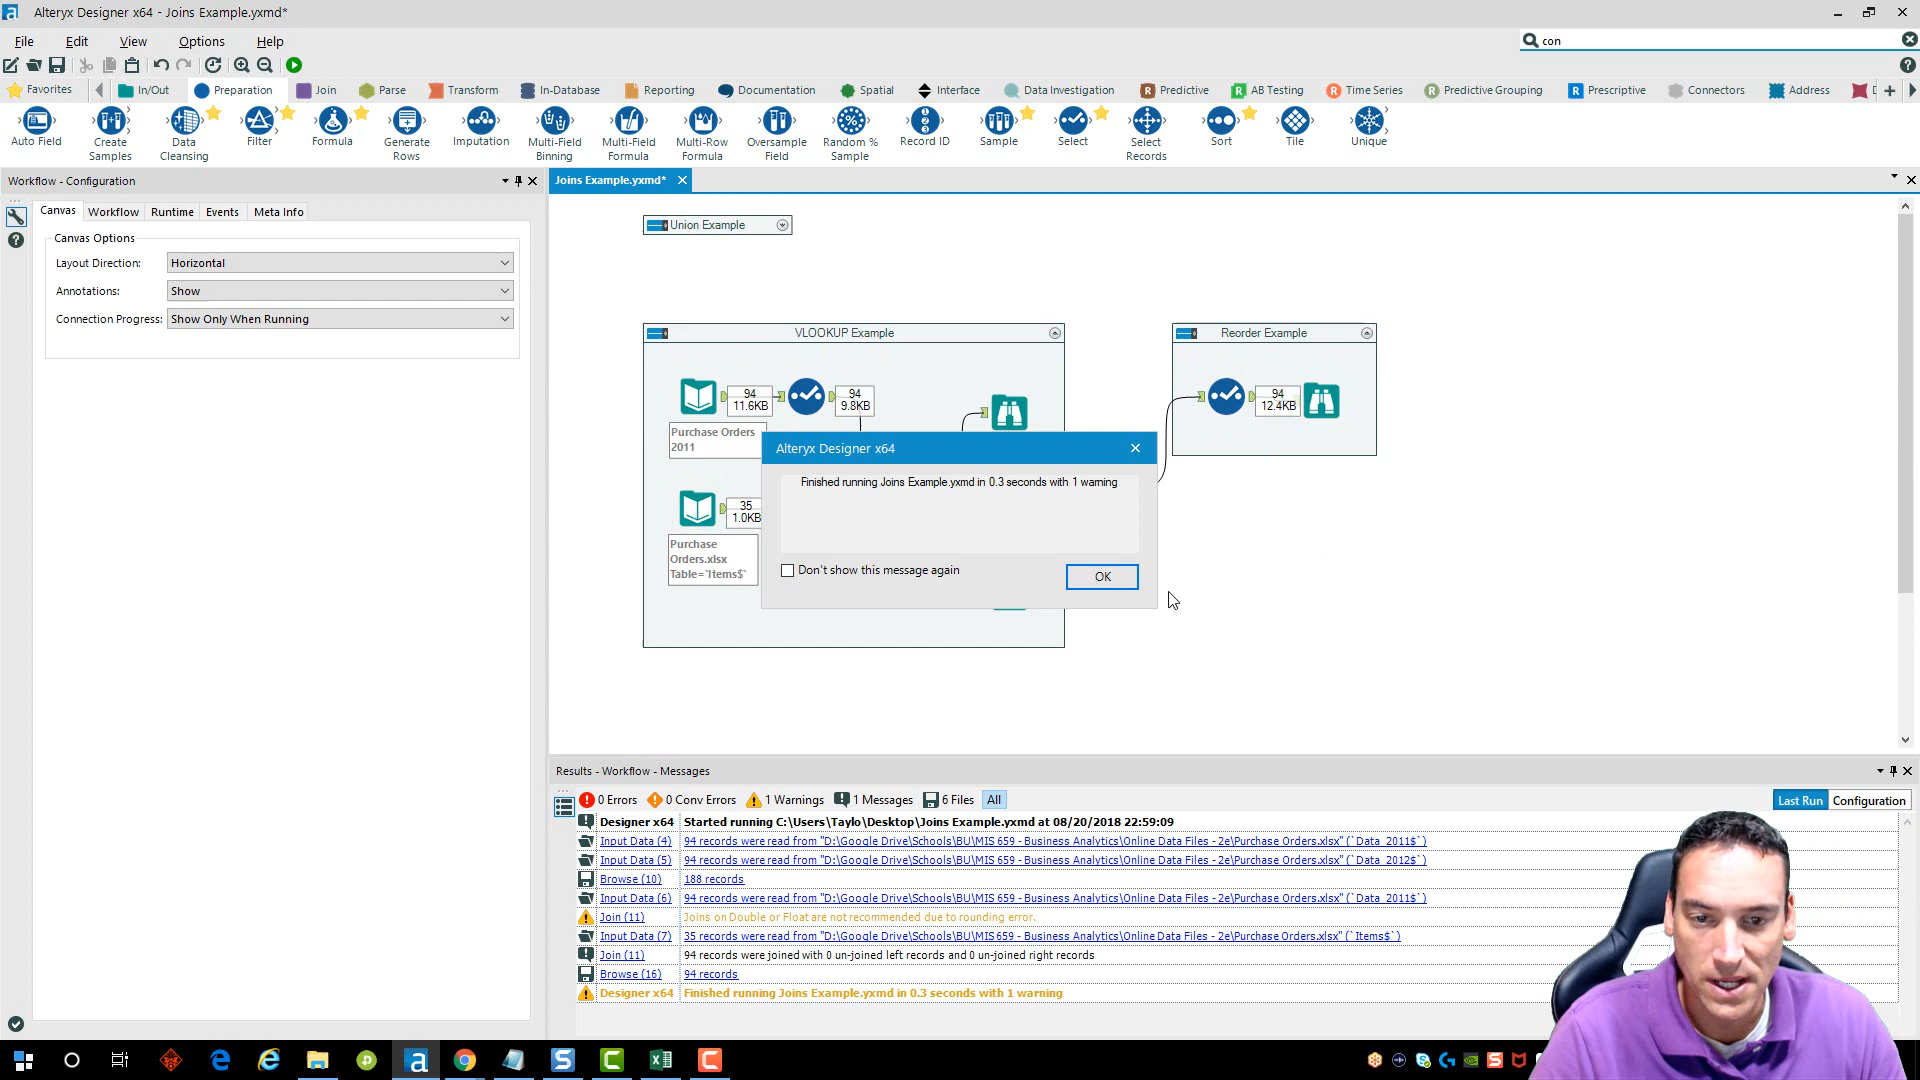 Alteryx Designer x64 - Joins Example.yxmd*
File Edit View Options Help
con
Favorites In/Out Preparation Join Parse Transform In-Database Reporting Documentation Spatial Interface Data Investigation Predictive AB Testing Time Series Predictive Grouping Prescriptive Connectors Address
Auto Field
Create Samples
Data Cleansing
Filter
Formula
Generate Rows
Imputation
Multi-Field Binning
Multi-Field Formula
Multi-Row Formula
Oversample Field
Random % Sample
Record ID
Sample
Select
Select Records
Sort
Tile
Unique
Workflow - Configuration
Canvas Workflow Runtime Events Meta Info
Canvas Options
Layout Direction: Horizontal
Annotations: Show
Connection Progress: Show Only When Running
Joins Example.yxmd*
Union Example
VLOOKUP Example
Reorder Example
94
11.6KB
94
9.8KB
94
12.4KB
Purchase Orders
2011
35
1.0KB
Purchase
Orders.xlsx
Table=`Items$`
Alteryx Designer x64
Finished running Joins Example.yxmd in 0.3 seconds with 1 warning
Don't show this message again
OK
Results - Workflow - Messages
0 Errors 0 Conv Errors 1 Warnings 1 Messages 6 Files All
Last Run Configuration
Designer x64 Started running C:\Users\Taylo\Desktop\Joins Example.yxmd at 08/20/2018 22:59:09
Input Data (4) 94 records were read from "D:\Google Drive\Schools\BU\MIS 659 - Business Analytics\Online Data Files - 2e\Purchase Orders.xlsx" (`Data_2011$`)
Input Data (5) 94 records were read from "D:\Google Drive\Schools\BU\MIS 659 - Business Analytics\Online Data Files - 2e\Purchase Orders.xlsx" (`Data_2012$`)
Browse (10) 188 records
Input Data (6) 94 records were read from "D:\Google Drive\Schools\BU\MIS 659 - Business Analytics\Online Data Files - 2e\Purchase Orders.xlsx" (`Data_2011$`)
Join (11) Joins on Double or Float are not recommended due to rounding error.
Input Data (7) 35 records were read from "D:\Google Drive\Schools\BU\MIS 659 - Business Analytics\Online Data Files - 2e\Purchase Orders.xlsx" (`Items$`)
Join (11) 94 records were joined with 0 un-joined left records and 0 un-joined right records
Browse (16) 94 records
Designer x64 Finished running Joins Example.yxmd in 0.3 seconds with 1 warning